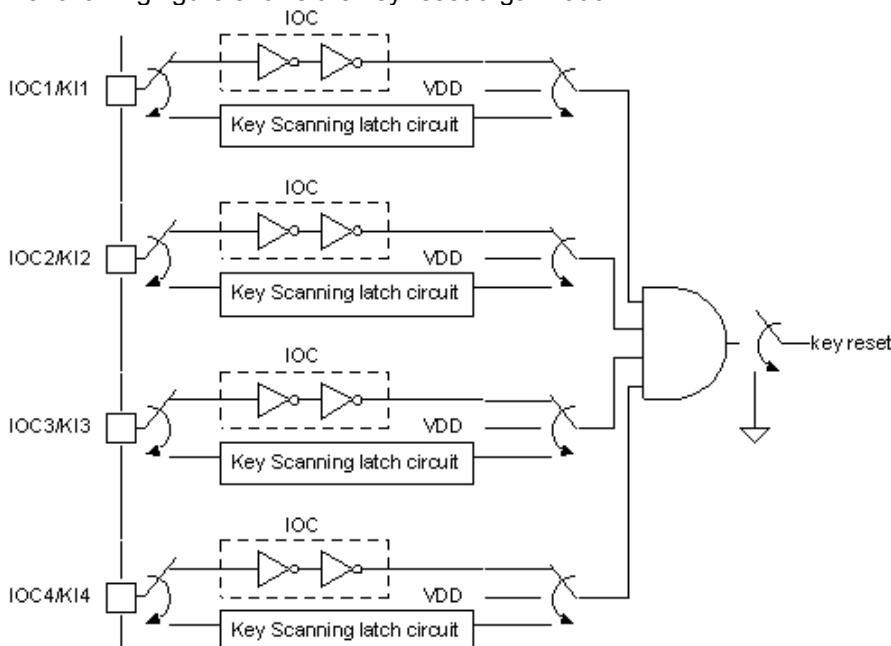 IOC
IOC1/KI1
VDD
Key Scanning latch circuit
IOC
IOC2/KI2
VDD
Key Scanning latch circuit
key reset
IOC
IOC3/KI3
VDD
Key Scanning latch circuit
IOC
IOC4/KI4
VDD
Key Scanning latch circuit